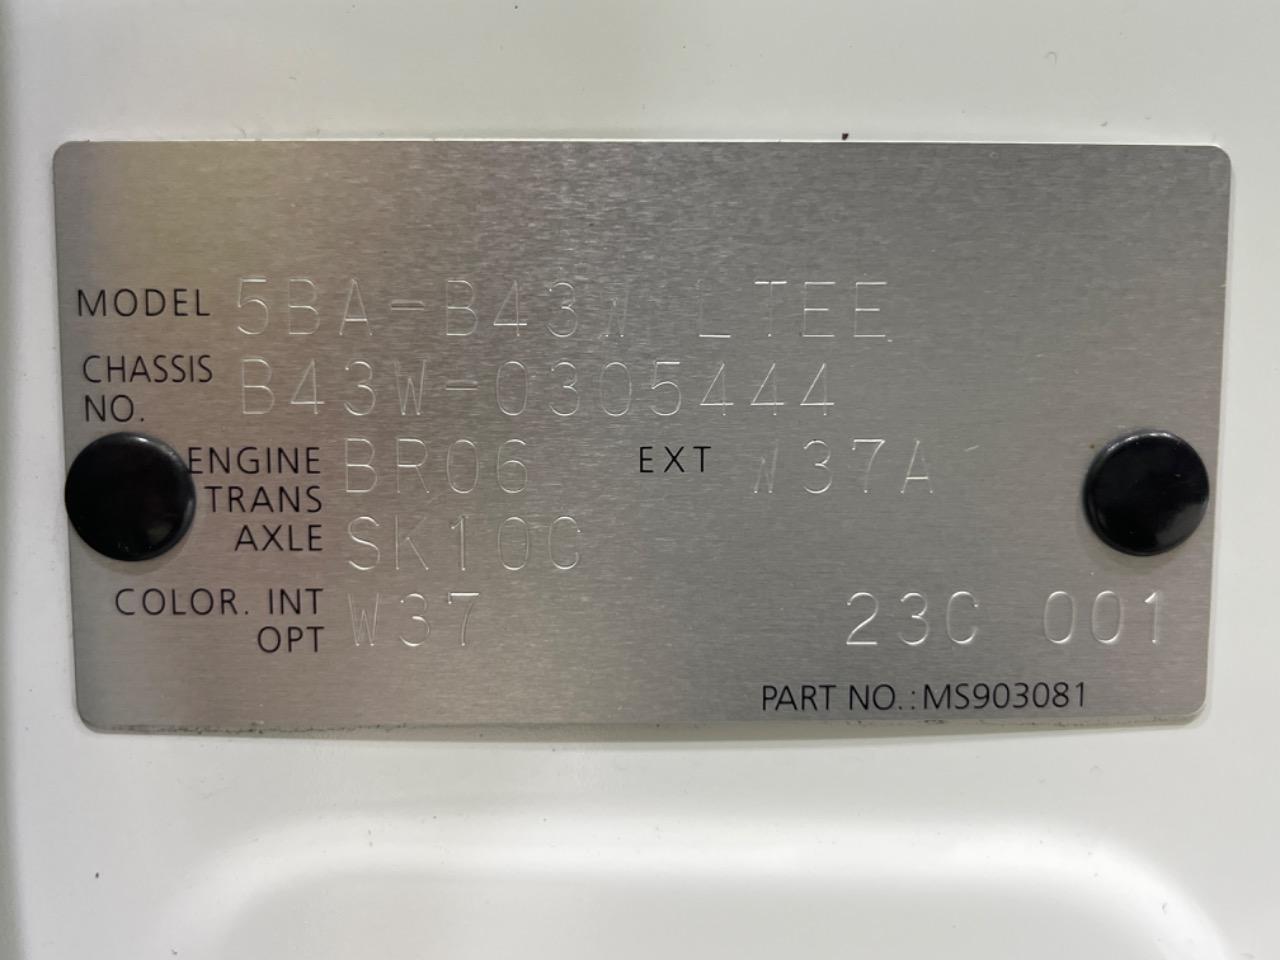 MODEL 5BA-B43W LTEE
CHASSIS NO. B43W-0305444
ENGINE BR06 EXT W37A
TRANS
AXLE SK10C
COLOR. INT W37 23C 001
OPT
PART NO.:MS903081